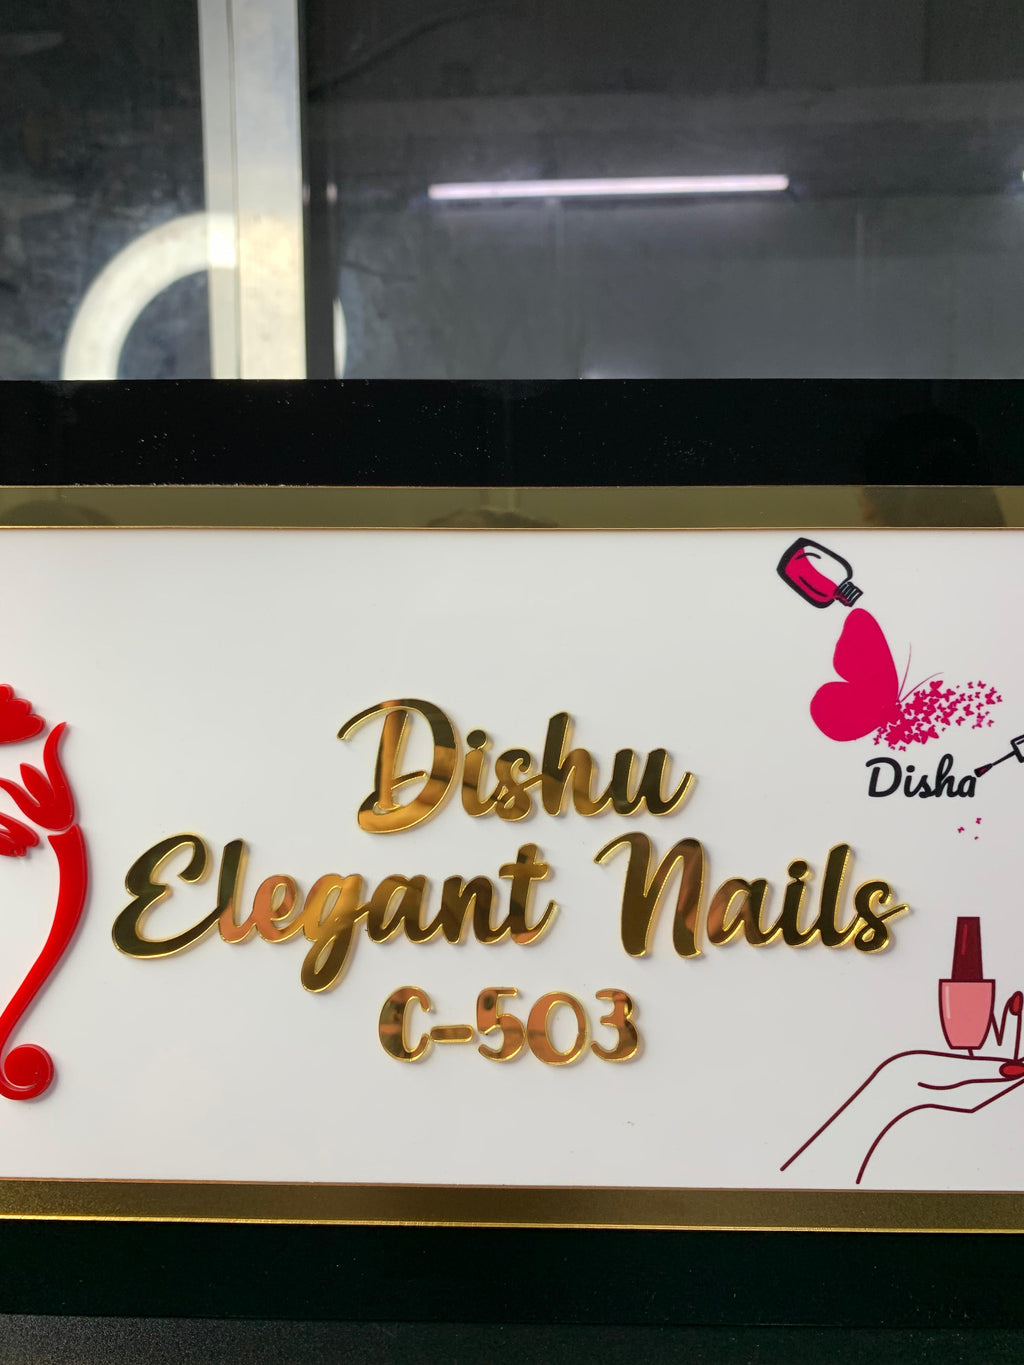 Disha
Dishu
Elegant Nails
C-503